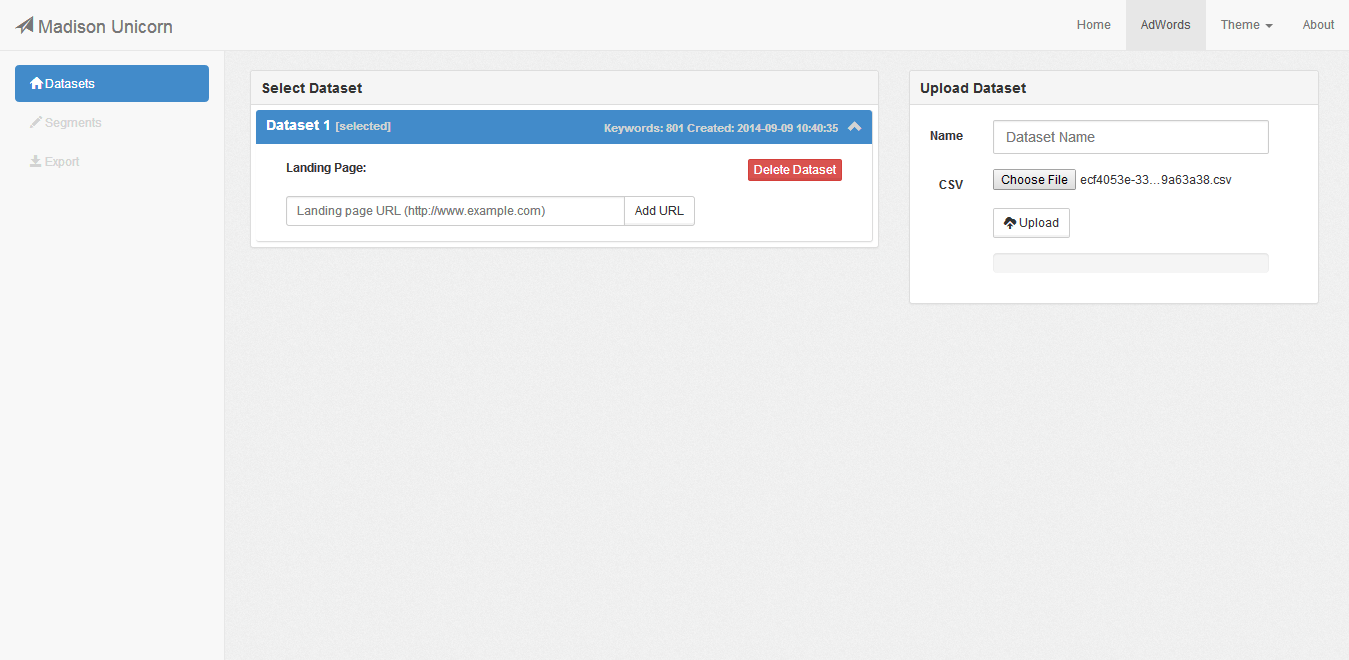 Madison Unicorn
Home AdWords Theme About
Datasets
Segments
Export
Select Dataset
Dataset 1 [selected] Keywords: 801 Created: 2014-09-09 10:40:35
Landing Page:
Delete Dataset
Landing page URL (http://www.example.com) Add URL
Upload Dataset
Name Dataset Name
CSV Choose File ecf4053e-33...9a63a38.csv
Upload